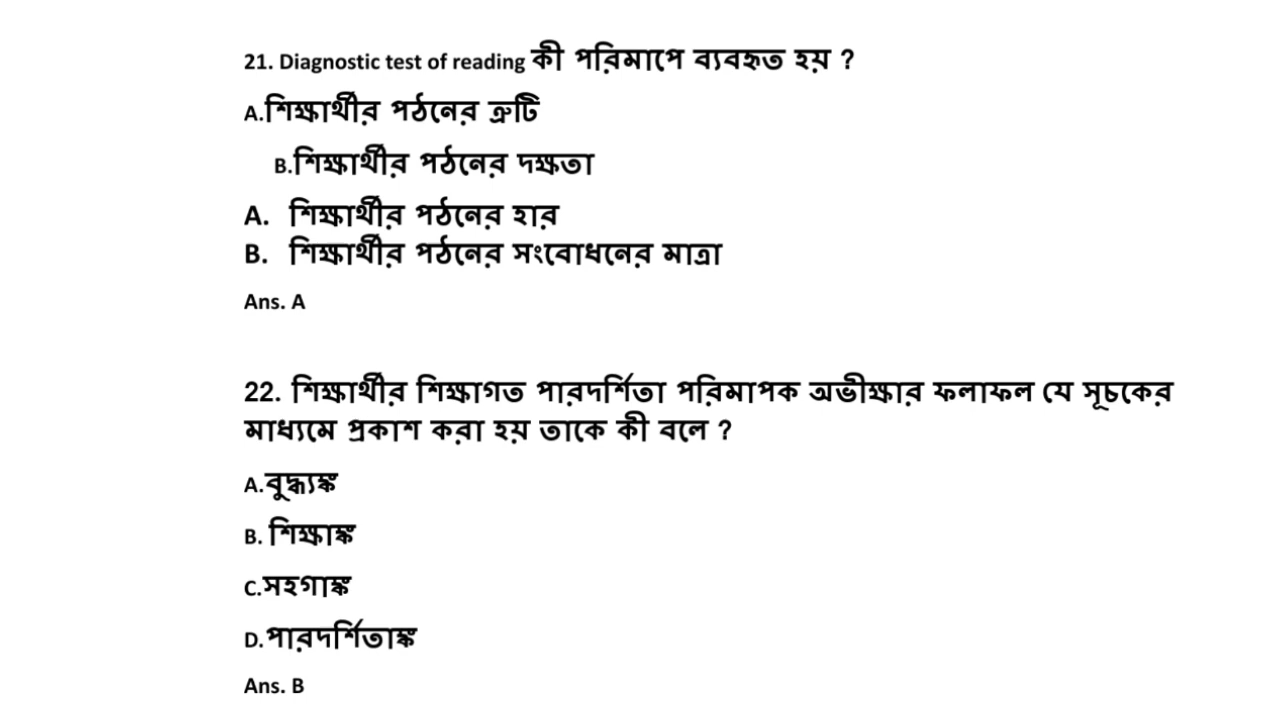 21. Diagnostic test of reading কী পরিমাপে ব্যবহৃত হয় ?
A.শিক্ষার্থীর পঠনের ত্রুটি
B.শিক্ষার্থীর পঠনের দক্ষতা
A. শিক্ষার্থীর পঠনের হার
B. শিক্ষার্থীর পঠনের সংবোধনের মাত্রা
Ans. A
22. শিক্ষার্থীর শিক্ষাগত পারদর্শিতা পরিমাপক অভীক্ষার ফলাফল যে সূচকের
মাধ্যমে প্রকাশ করা হয় তাকে কী বলে ?
A.বুদ্ধ্যঙ্ক
B. শিক্ষাঙ্ক
C.সহগাঙ্ক
D.পারদর্শিতাঙ্ক
Ans. B